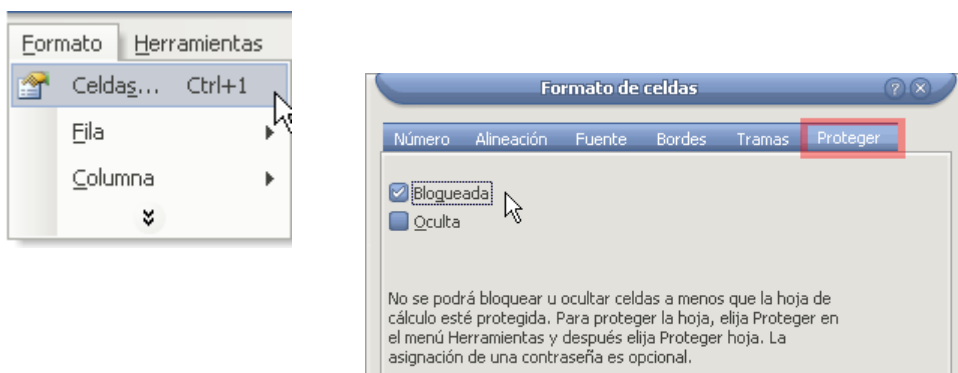 Formato Herramientas
Celdas... Ctrl+1
Fila
Columna
Formato de celdas
Número Alineación Fuente Bordes Tramas Proteger
Bloqueada
Oculta
No se podrá bloquear u ocultar celdas a menos que la hoja de
cálculo esté protegida. Para proteger la hoja, elija Proteger en
el menú Herramientas y después elija Proteger hoja. La
asignación de una contraseña es opcional.